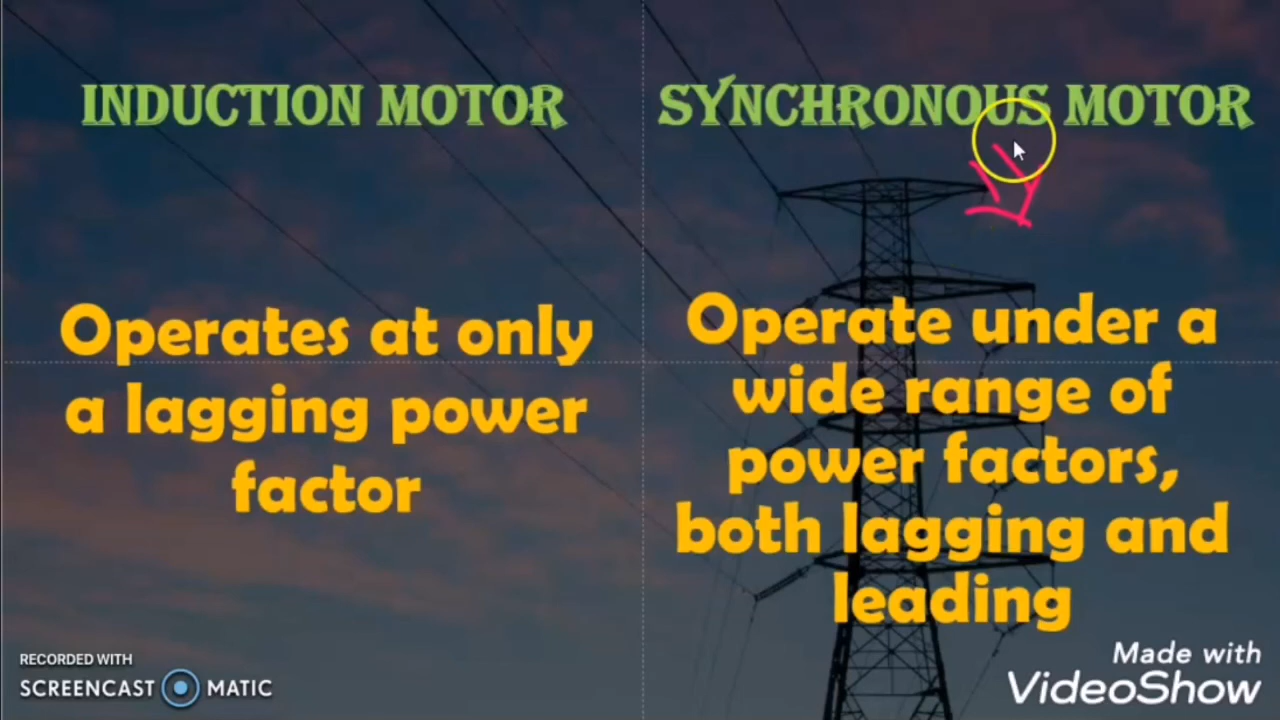 INDUCTION MOTOR
SYNCHRONOUS MOTOR
Operates at only
a lagging power
factor
Operate under a
wide range of
power factors,
both lagging and
leading
RECORDED WITH
SCREENCAST MATIC
Made with
VideoShow